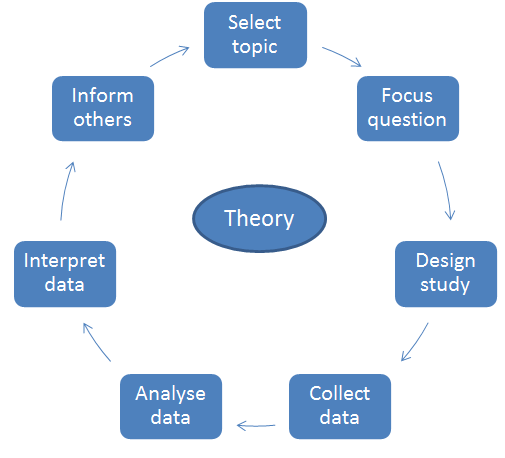 Select
topic
Focus
question
Design
study
Collect
data
Analyse
data
Interpret
data
Inform
others
Theory